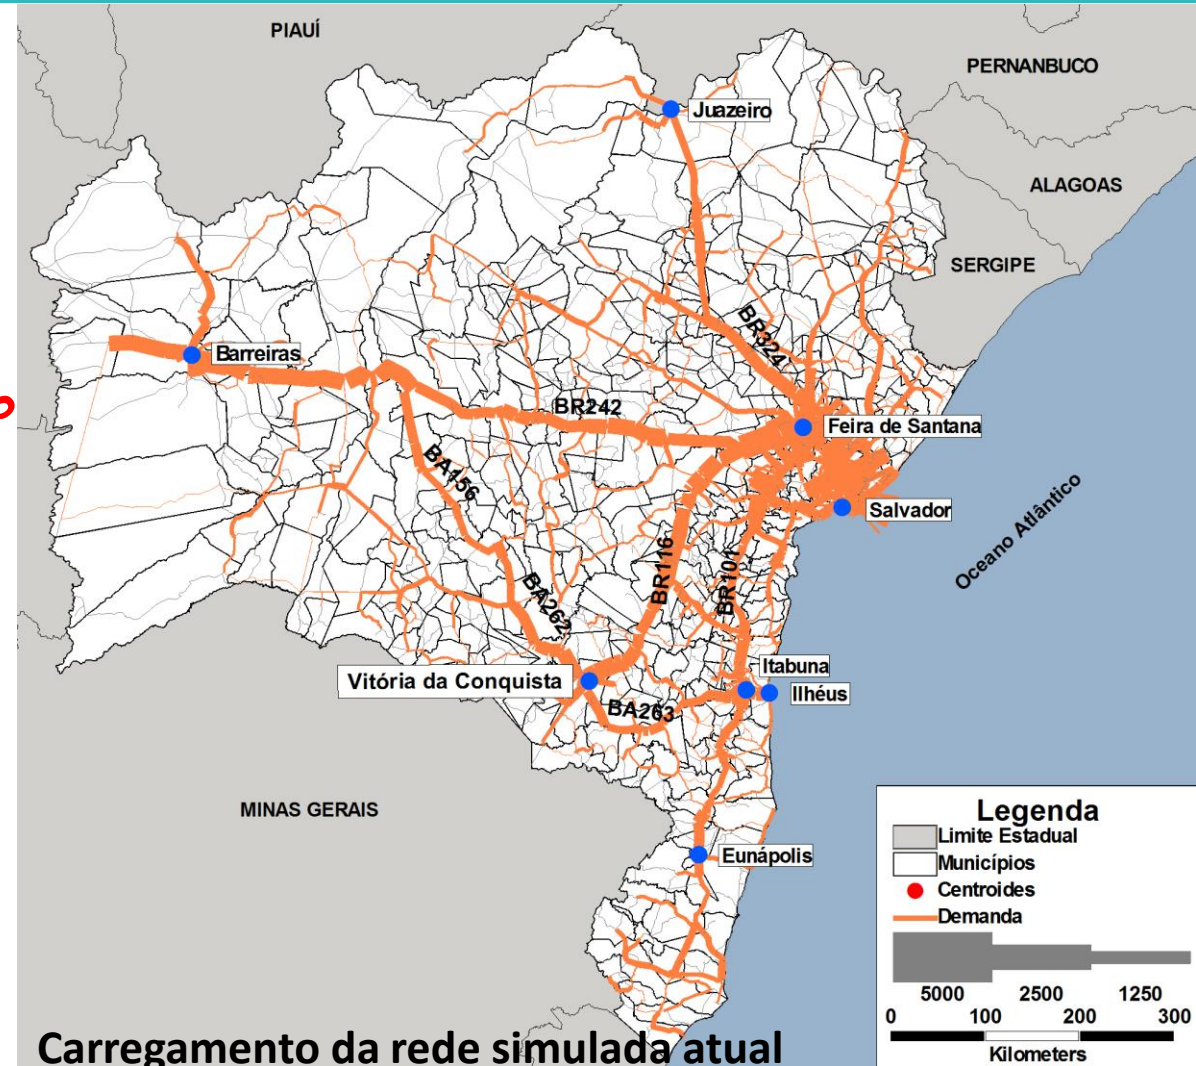 PIAUÍ
PERNANBUCO
Juazeiro
ALAGOAS
SERGIPE
BR324
Barreiras
BR242
Feira de Santana
BA156
Salvador
Oceano Atlântico
BR116
BR101
BA262
Itabuna
Vitória da Conquista
Ilhéus
BA263
MINAS GERAIS
Eunápolis
Legenda
Limite Estadual
Municípios
Centroides
Demanda
5000 2500 1250
0 100 200 300
Kilometers
Carregamento da rede simulada atual